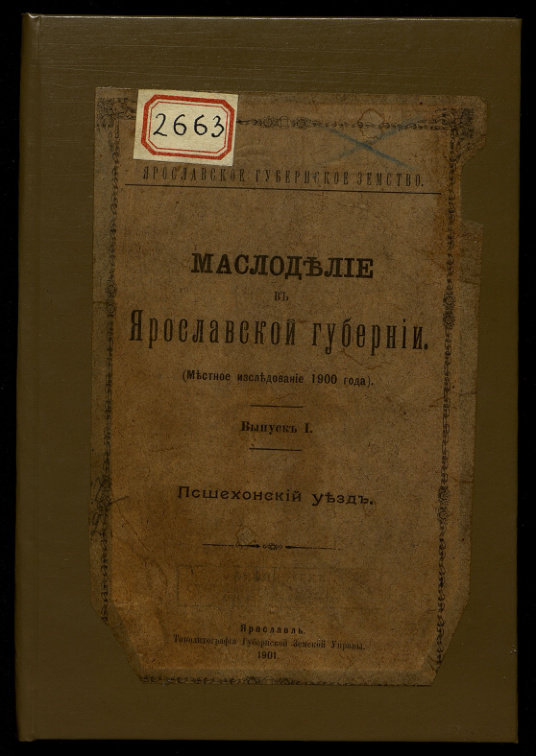 2663
ЯРОСЛАВСКОЕ ГУБЕРНСКОЕ ЗЕМСТВО.
МАСЛОДѢЛІЕ
ВЪ
Ярославской губерніи.
(Мѣстное изслѣдованіе 1900 года).
Выпускъ I.
Пошехонскій уѣздъ.
Ярославль.
Типолитографія Губернской Земской Управы.
1901.